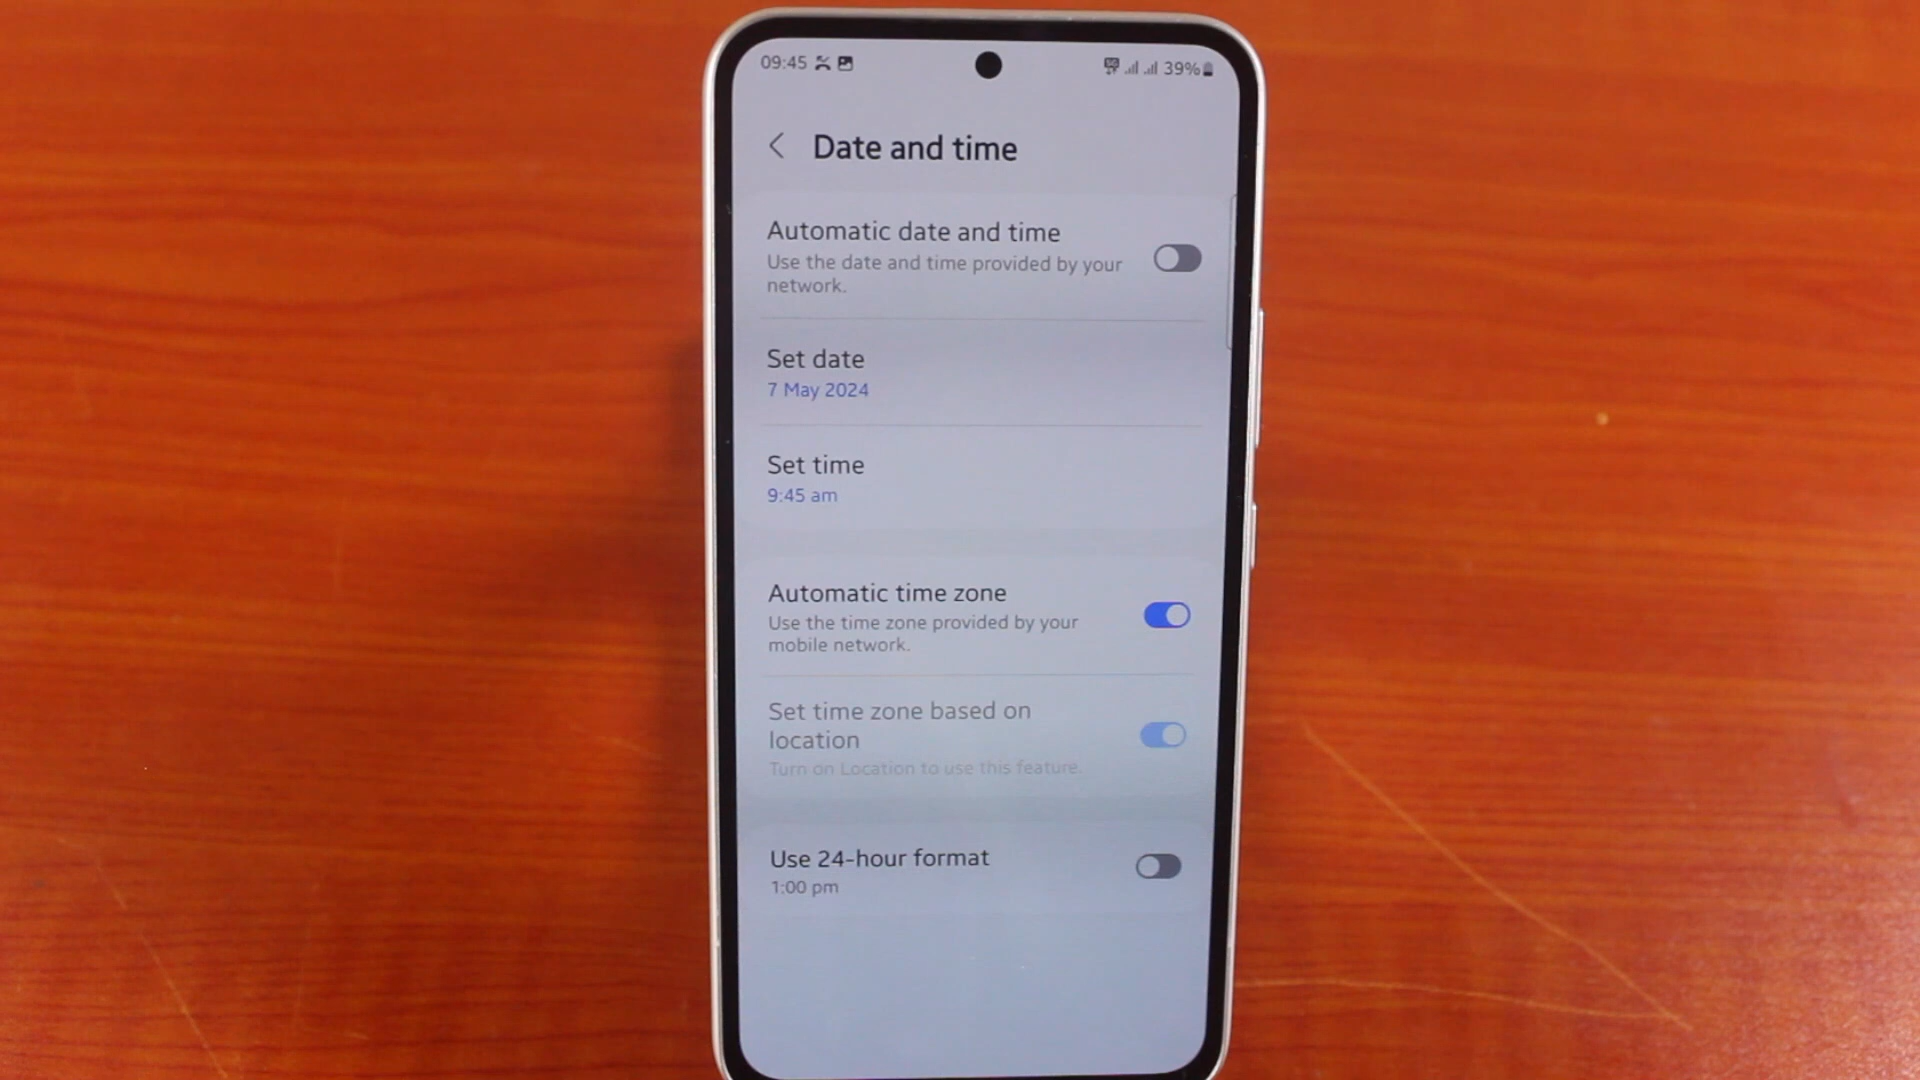 09:45
5G
39%
Date and time
Automatic date and time
Use the date and time provided by your
network.
Set date
7 May 2024
Set time
9:45 am
Automatic time zone
Use the time zone provided by your
mobile network.
Set time zone based on
location
Turn on Location to use this feature.
Use 24-hour format
1:00 pm